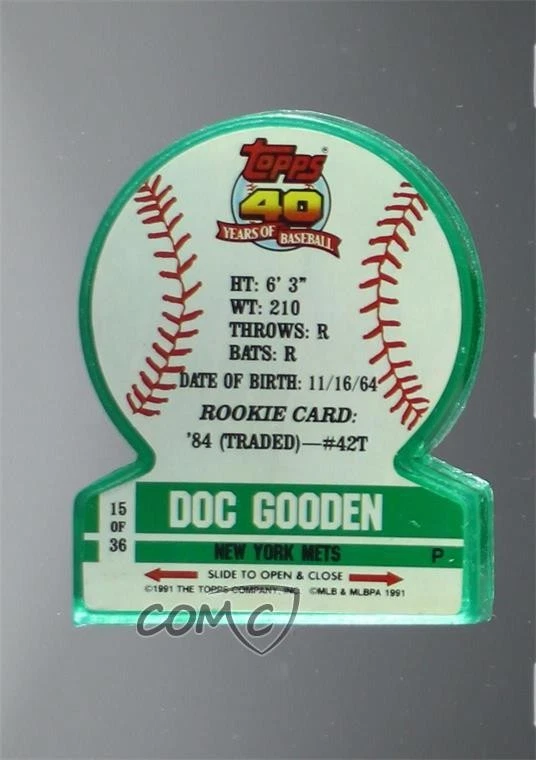 Topps®
40
YEARS OF BASEBALL
HT: 6' 3"
WT: 210
THROWS: R
BATS: R
DATE OF BIRTH: 11/16/64
ROOKIE CARD:
'84 (TRADED)—#42T
15
OF
36
DOC GOODEN
NEW YORK METS P
SLIDE TO OPEN & CLOSE
©1991 THE TOPPS COMPANY, INC. ©MLB & MLBPA 1991
COMC